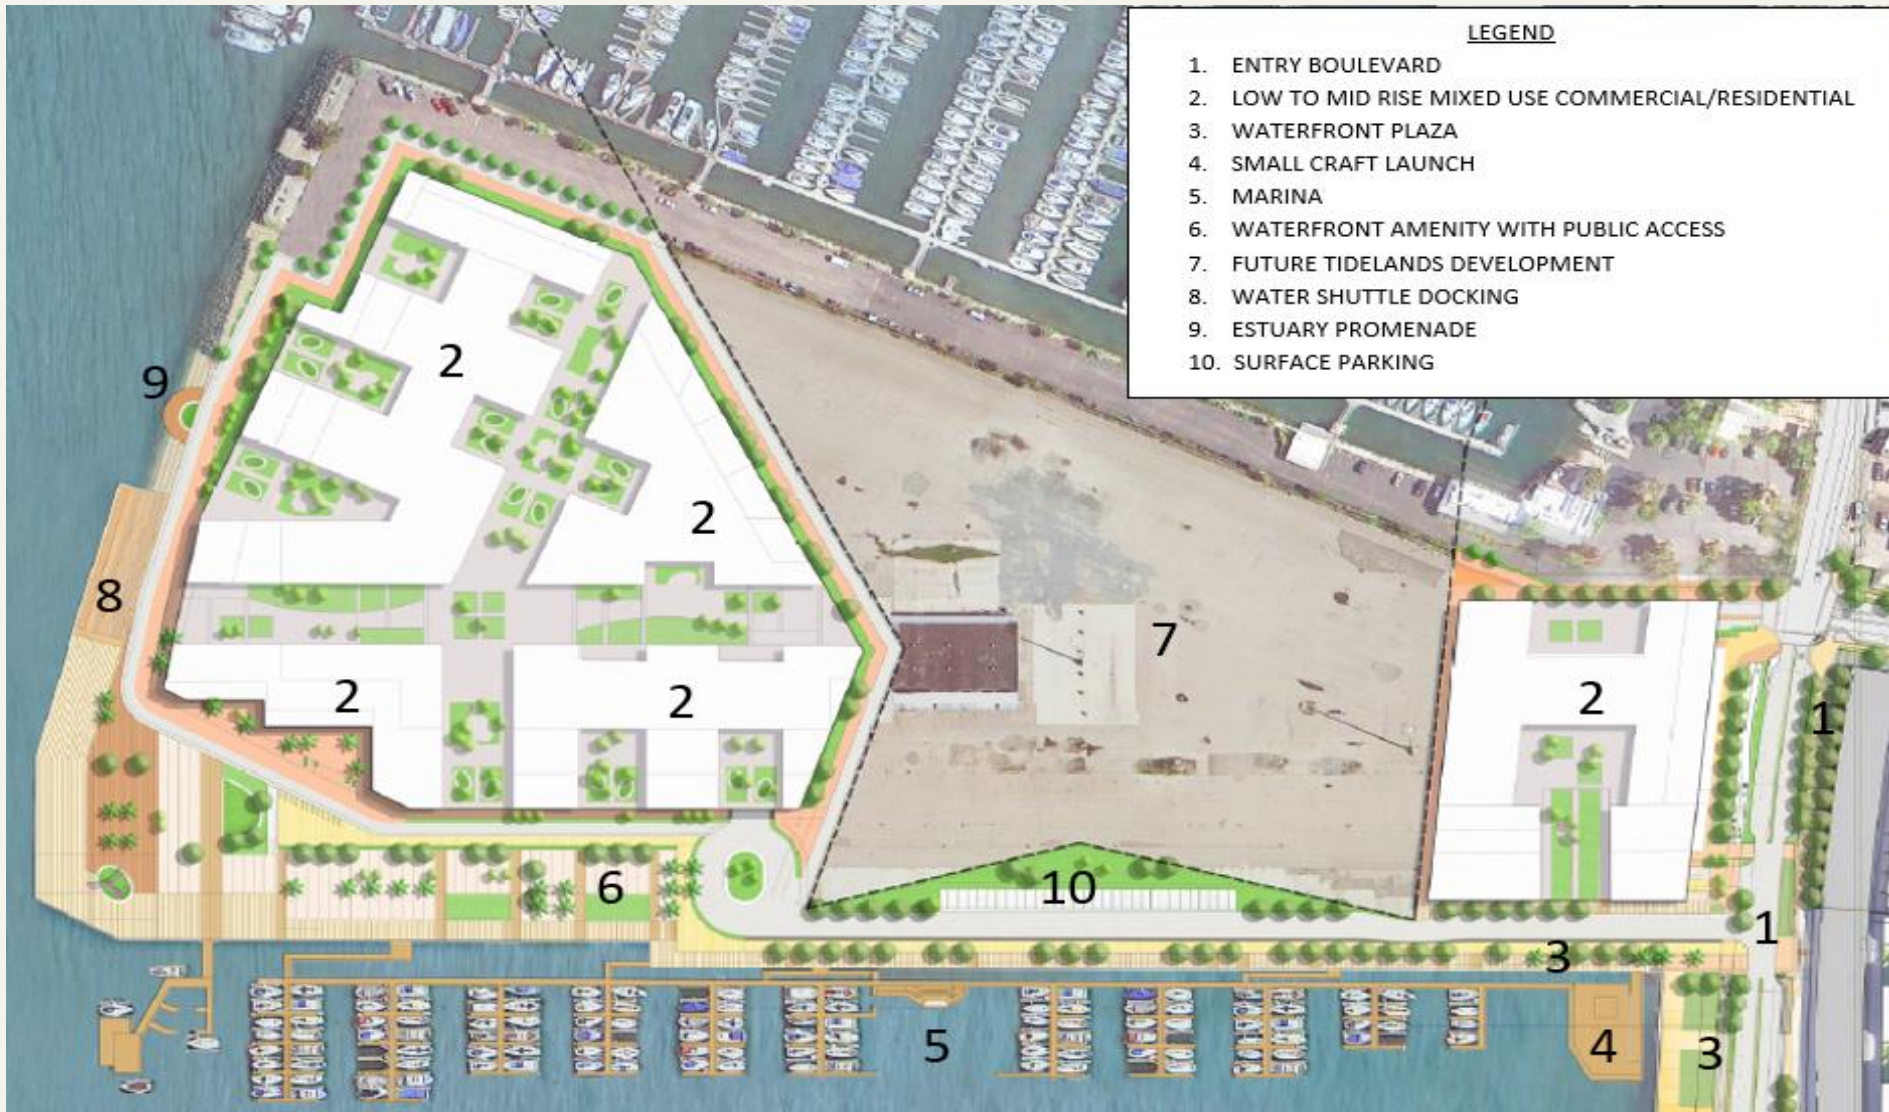 LEGEND
1. ENTRY BOULEVARD
2. LOW TO MID RISE MIXED USE COMMERCIAL/RESIDENTIAL
3. WATERFRONT PLAZA
4. SMALL CRAFT LAUNCH
5. MARINA
6. WATERFRONT AMENITY WITH PUBLIC ACCESS
7. FUTURE TIDELANDS DEVELOPMENT
8. WATER SHUTTLE DOCKING
9. ESTUARY PROMENADE
10. SURFACE PARKING
2
9
2
8
7
2
2
2
1
6
10
1
3
5
4
3